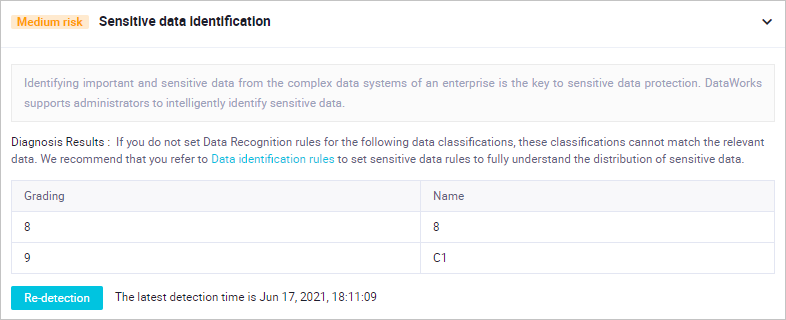 Medium risk Sensitive data identification
Identifying important and sensitive data from the complex data systems of an enterprise is the key to sensitive data protection. DataWorks
supports administrators to intelligently identify sensitive data.
Diagnosis Results : If you do not set Data Recognition rules for the following data classifications, these classifications cannot match the relevant
data. We recommend that you refer to Data identification rules to set sensitive data rules to fully understand the distribution of sensitive data.
Grading Name
8 8
9 C1
Re-detection The latest detection time is Jun 17, 2021, 18:11:09